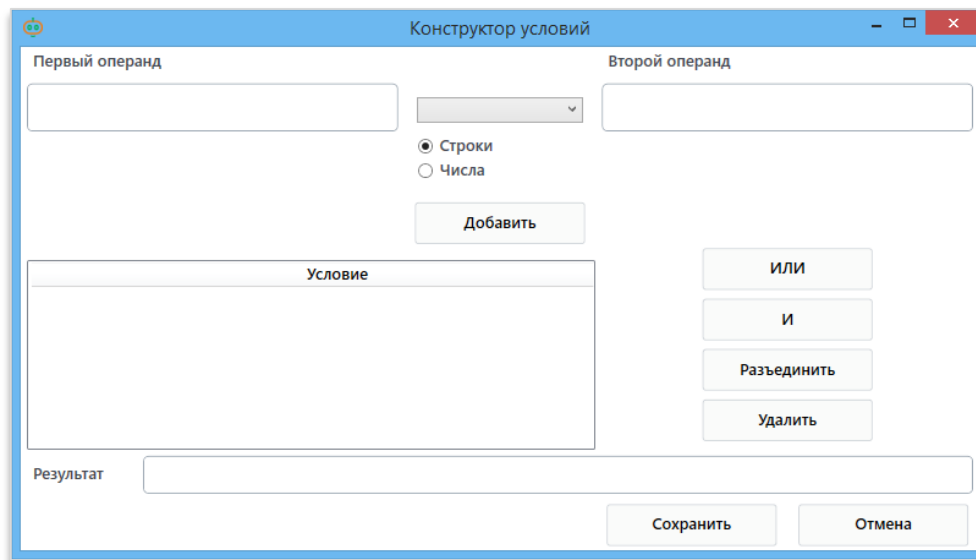 Конструктор условий
Первый операнд
Второй операнд
Строки
Числа
Добавить
Условие
ИЛИ
И
Разъединить
Удалить
Результат
Сохранить
Отмена